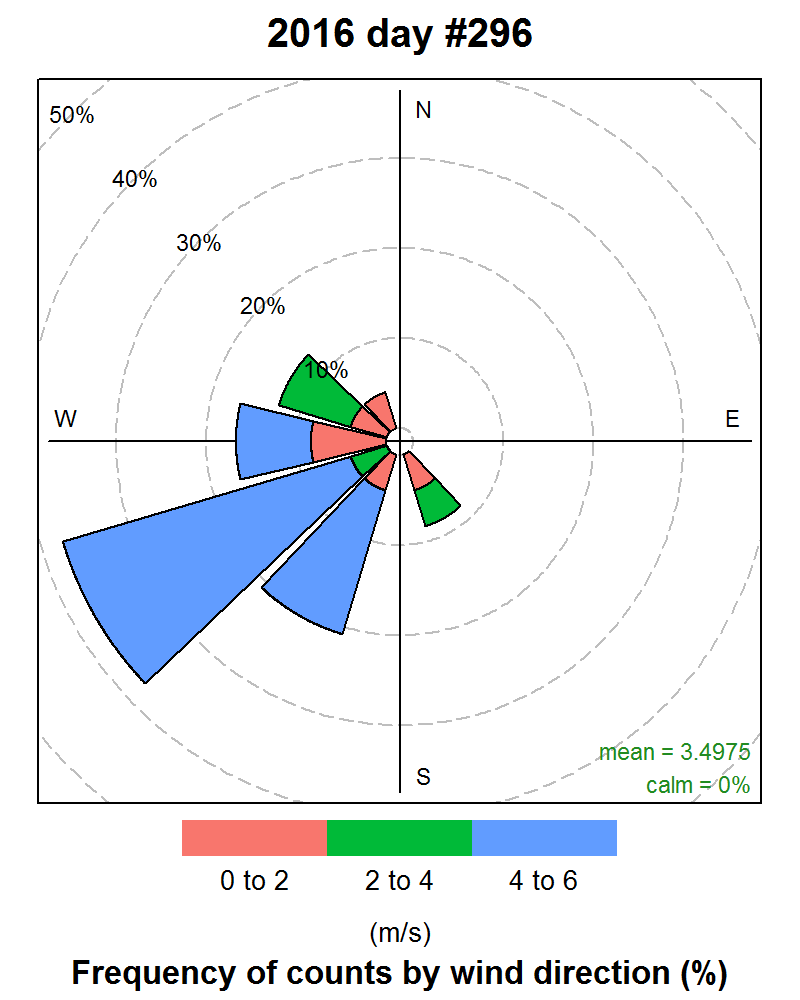 2016 day #296
50%
N
40%
30%
20%
10%
W
E
S
mean = 3.4975
calm = 0%
0 to 2
2 to 4
4 to 6
(m/s)
Frequency of counts by wind direction (%)